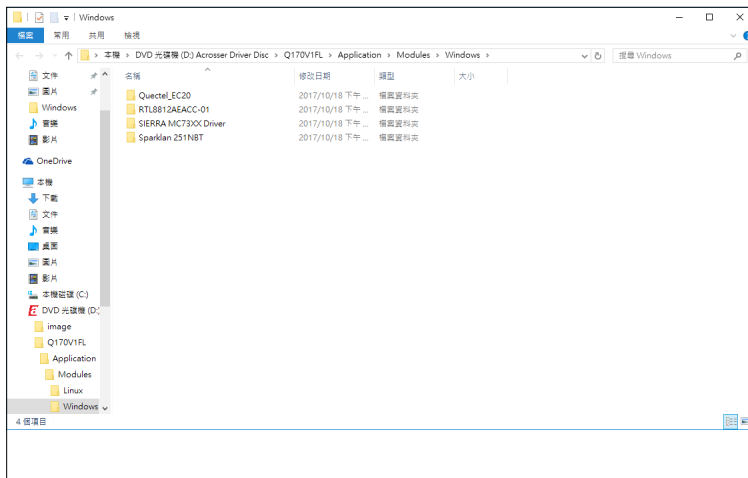 Windows
檔案 常用 共用 檢視
本機 › DVD 光碟機 (D:) Acrosser Driver Disc › Q170V1FL › Application › Modules › Windows ›
搜尋 Windows
名稱 修改日期 類型 大小
Quectel_EC20 2017/10/18 下午 ... 檔案資料夾
RTL8812AEACC-01 2017/10/18 下午 ... 檔案資料夾
SIERRA MC73XX Driver 2017/10/18 下午 ... 檔案資料夾
Sparklan 251NBT 2017/10/18 下午 ... 檔案資料夾
文件
圖片
Windows
音樂
影片
OneDrive
本機
下載
文件
音樂
桌面
圖片
影片
本機磁碟 (C:)
DVD 光碟機 (D:)
image
Q170V1FL
Application
Modules
Linux
Windows
4 個項目